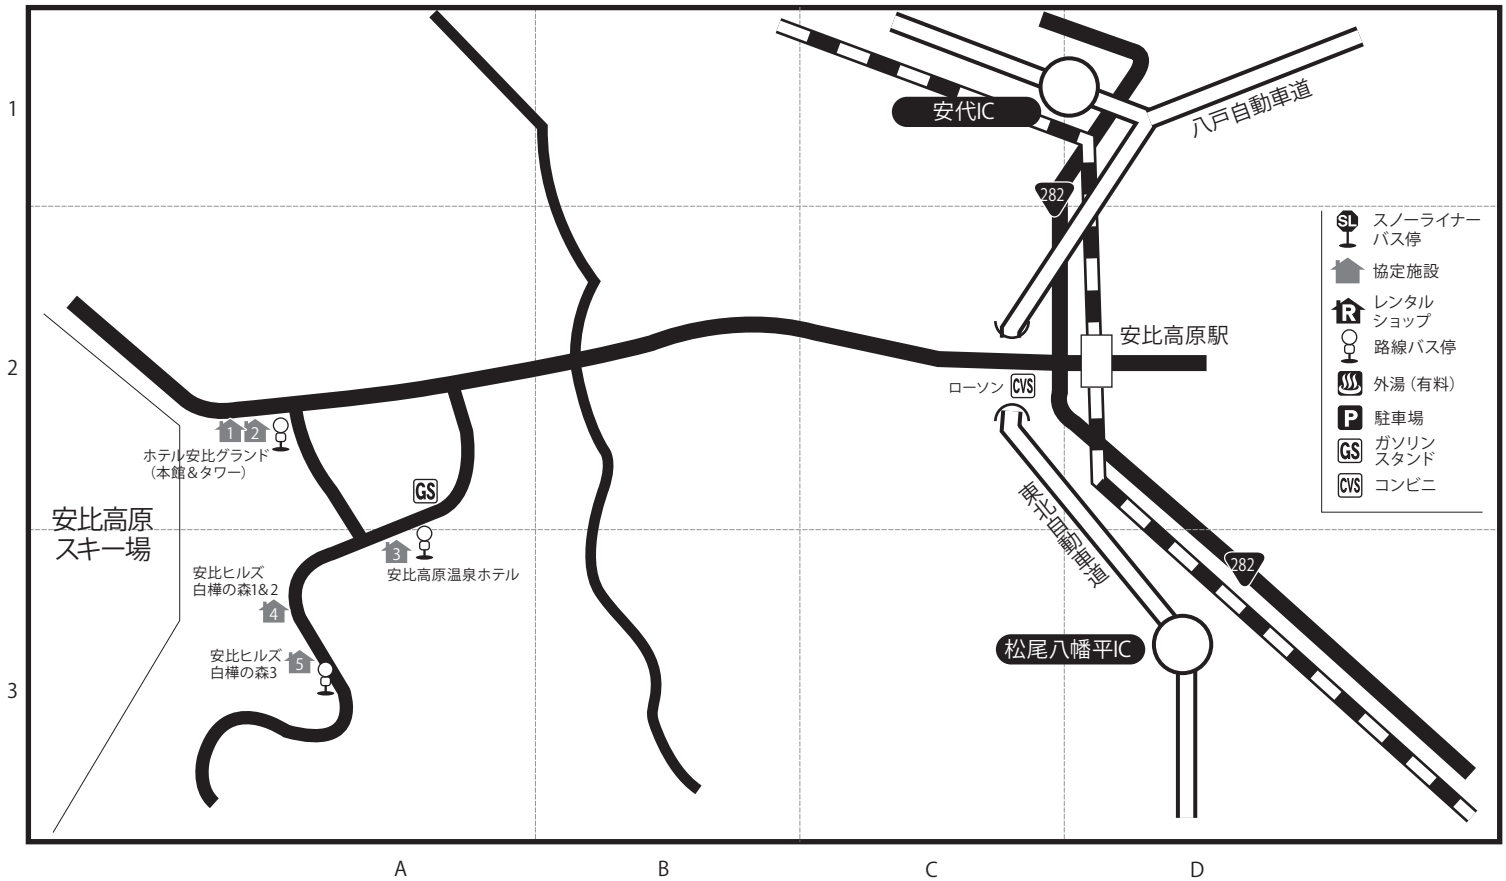 1
安代IC
八戸自動車道
282
SL
スノーライナー
バス停
協定施設
R
レンタル
ショップ
路線バス停
外湯（有料）
P
駐車場
GS
ガソリン
スタンド
CVS
コンビニ
2
安比高原駅
ローソン
CVS
1
2
ホテル安比グランド
（本館＆タワー）
GS
安比高原
スキー場
東北自動車道
3
安比高原温泉ホテル
282
安比ヒルズ
白樺の森1&2
4
安比ヒルズ
白樺の森3
5
松尾八幡平IC
3
A
B
C
D